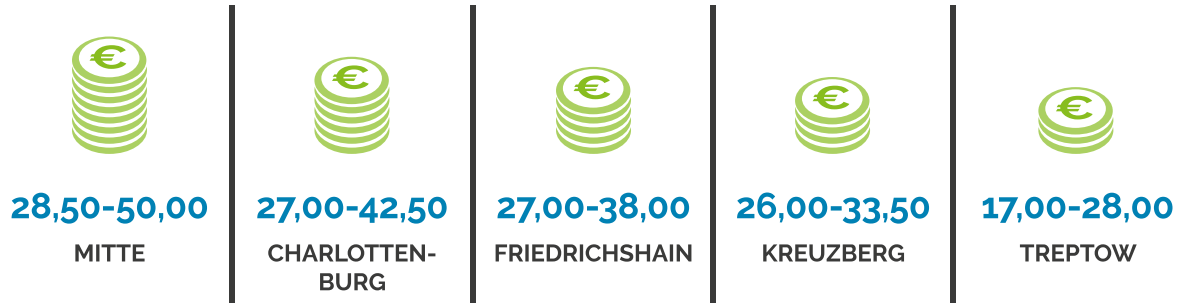 28,50-50,00
MITTE
27,00-42,50
CHARLOTTEN-
BURG
27,00-38,00
FRIEDRICHSHAIN
26,00-33,50
KREUZBERG
17,00-28,00
TREPTOW